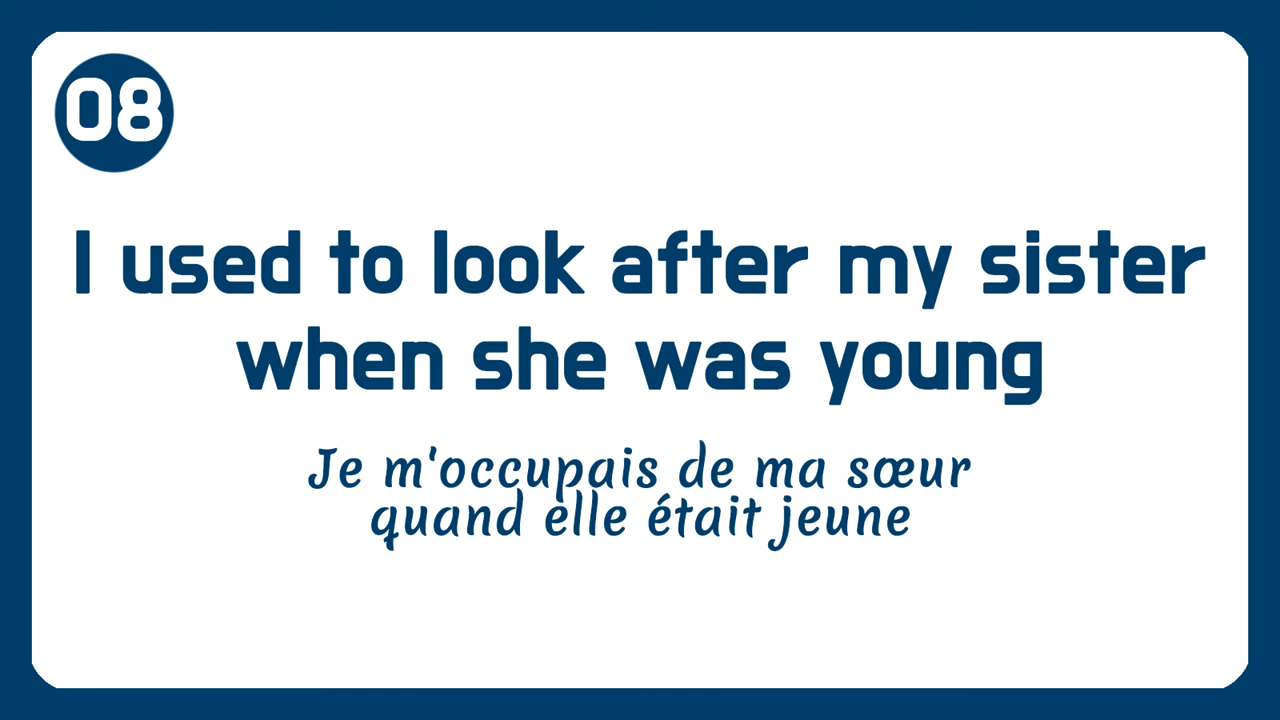 08
I used to look after my sister
when she was young
Je m'occupais de ma sœur
quand elle était jeune